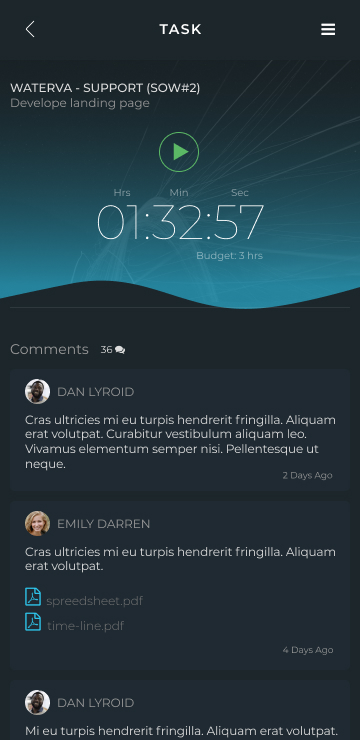 TASK
WATERVA - SUPPORT (SOW#2)
Develope landing page
Hrs Min Sec
01:32:57
Budget: 3 hrs
Comments 36
DAN LYROID
Cras ultricies mi eu turpis hendrerit fringilla. Aliquam
erat volutpat. Curabitur vestibulum aliquam leo.
Vivamus elementum semper nisi. Pellentesque ut
neque.
2 Days Ago
EMILY DARREN
Cras ultricies mi eu turpis hendrerit fringilla. Aliquam
erat volutpat.
spreedsheet.pdf
time-line.pdf
4 Days Ago
DAN LYROID
Mi eu turpis hendrerit fringilla. Aliquam erat volutpat.